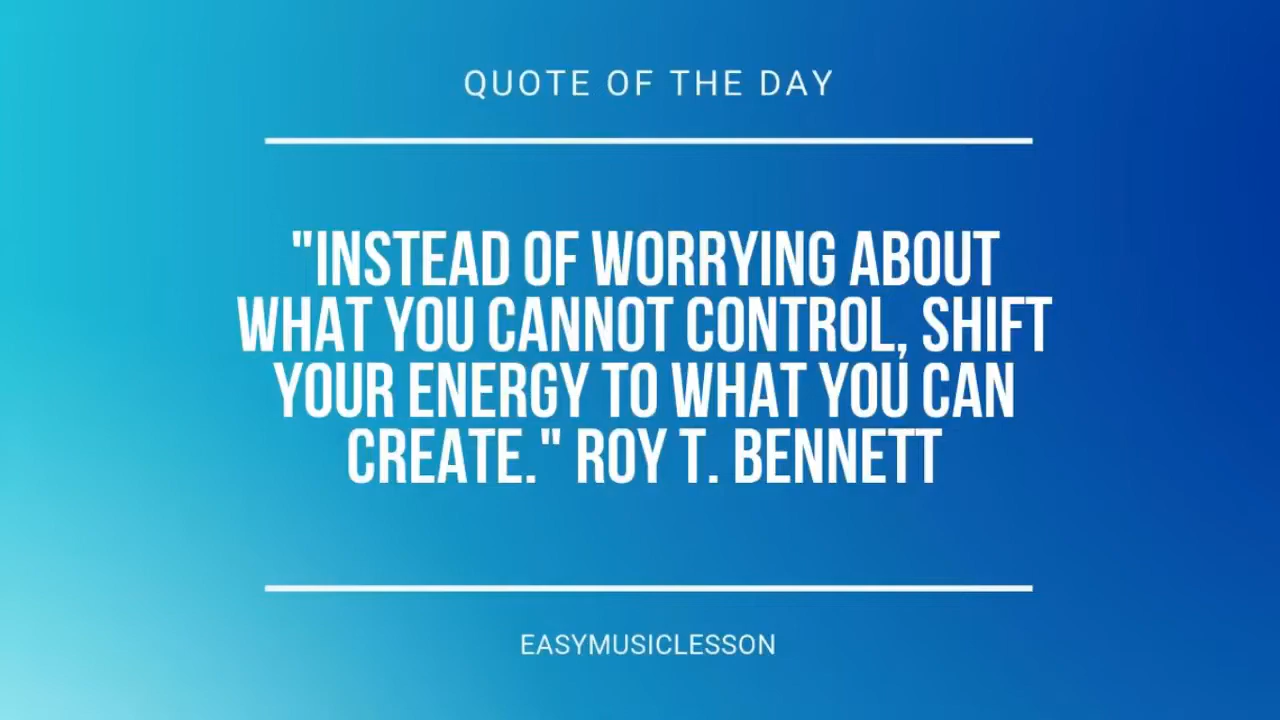 QUOTE OF THE DAY
"INSTEAD OF WORRYING ABOUT
WHAT YOU CANNOT CONTROL, SHIFT
YOUR ENERGY TO WHAT YOU CAN
CREATE." ROY T. BENNETT
EASYMUSICLESSON